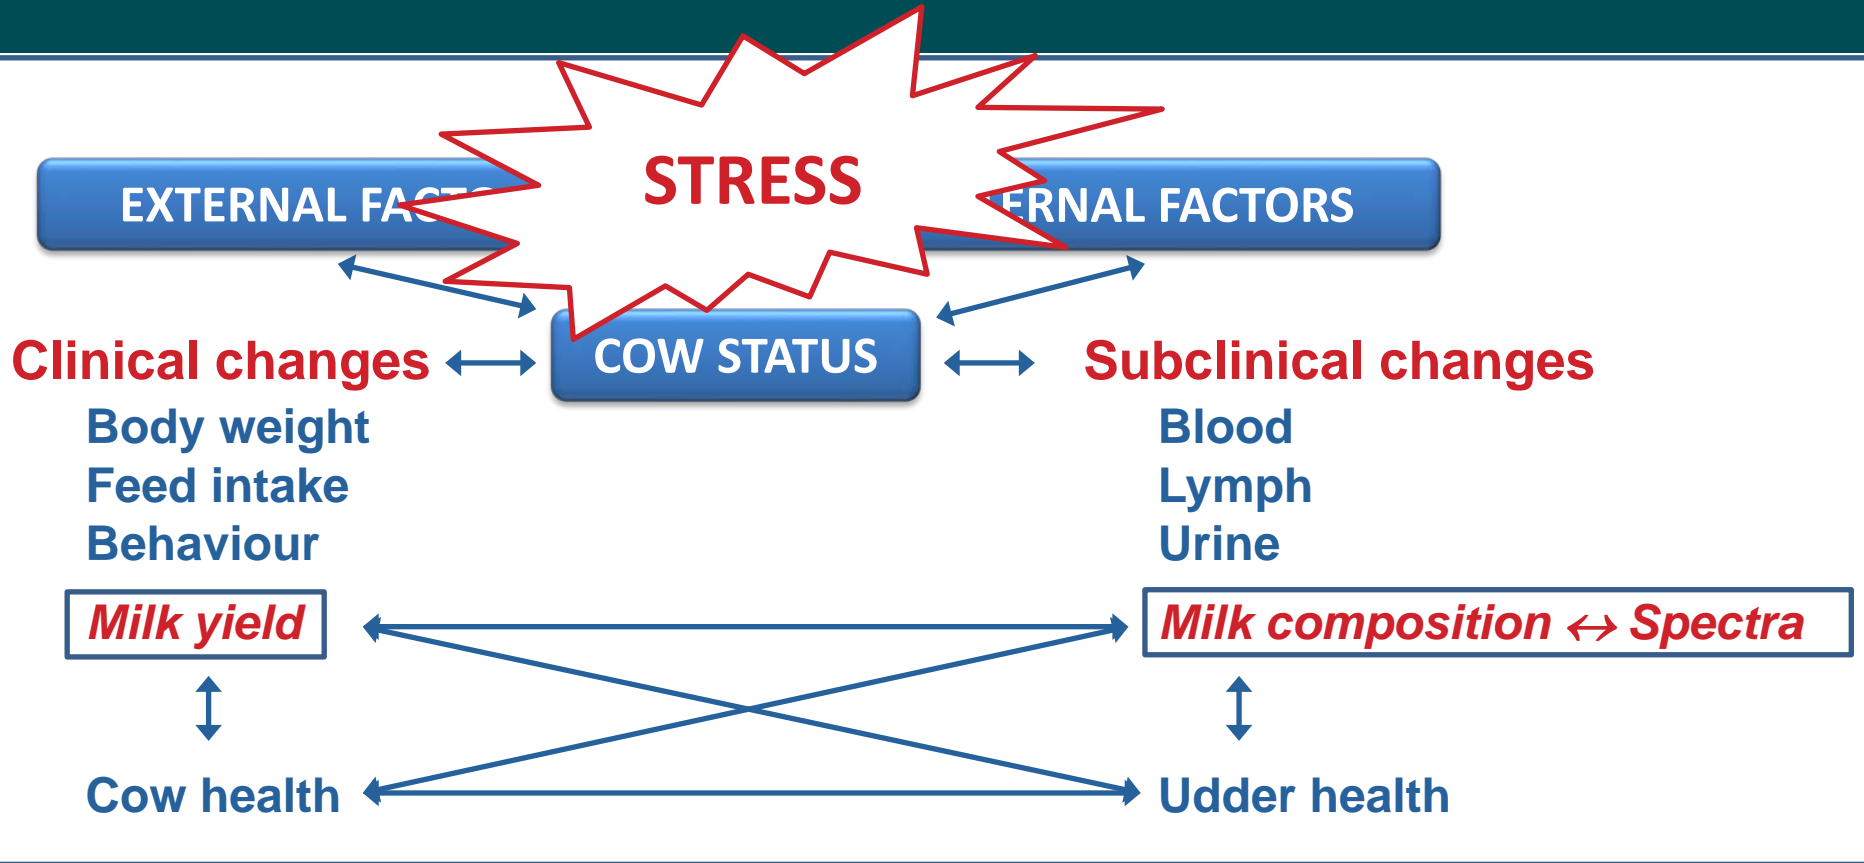 STRESS
EXTERNAL FACTO
ERNAL FACTORS
COW STATUS
Clinical changes
Body weight
Feed intake
Behaviour
Milk yield
Cow health
Subclinical changes
Blood
Lymph
Urine
Milk composition ↔ Spectra
Udder health